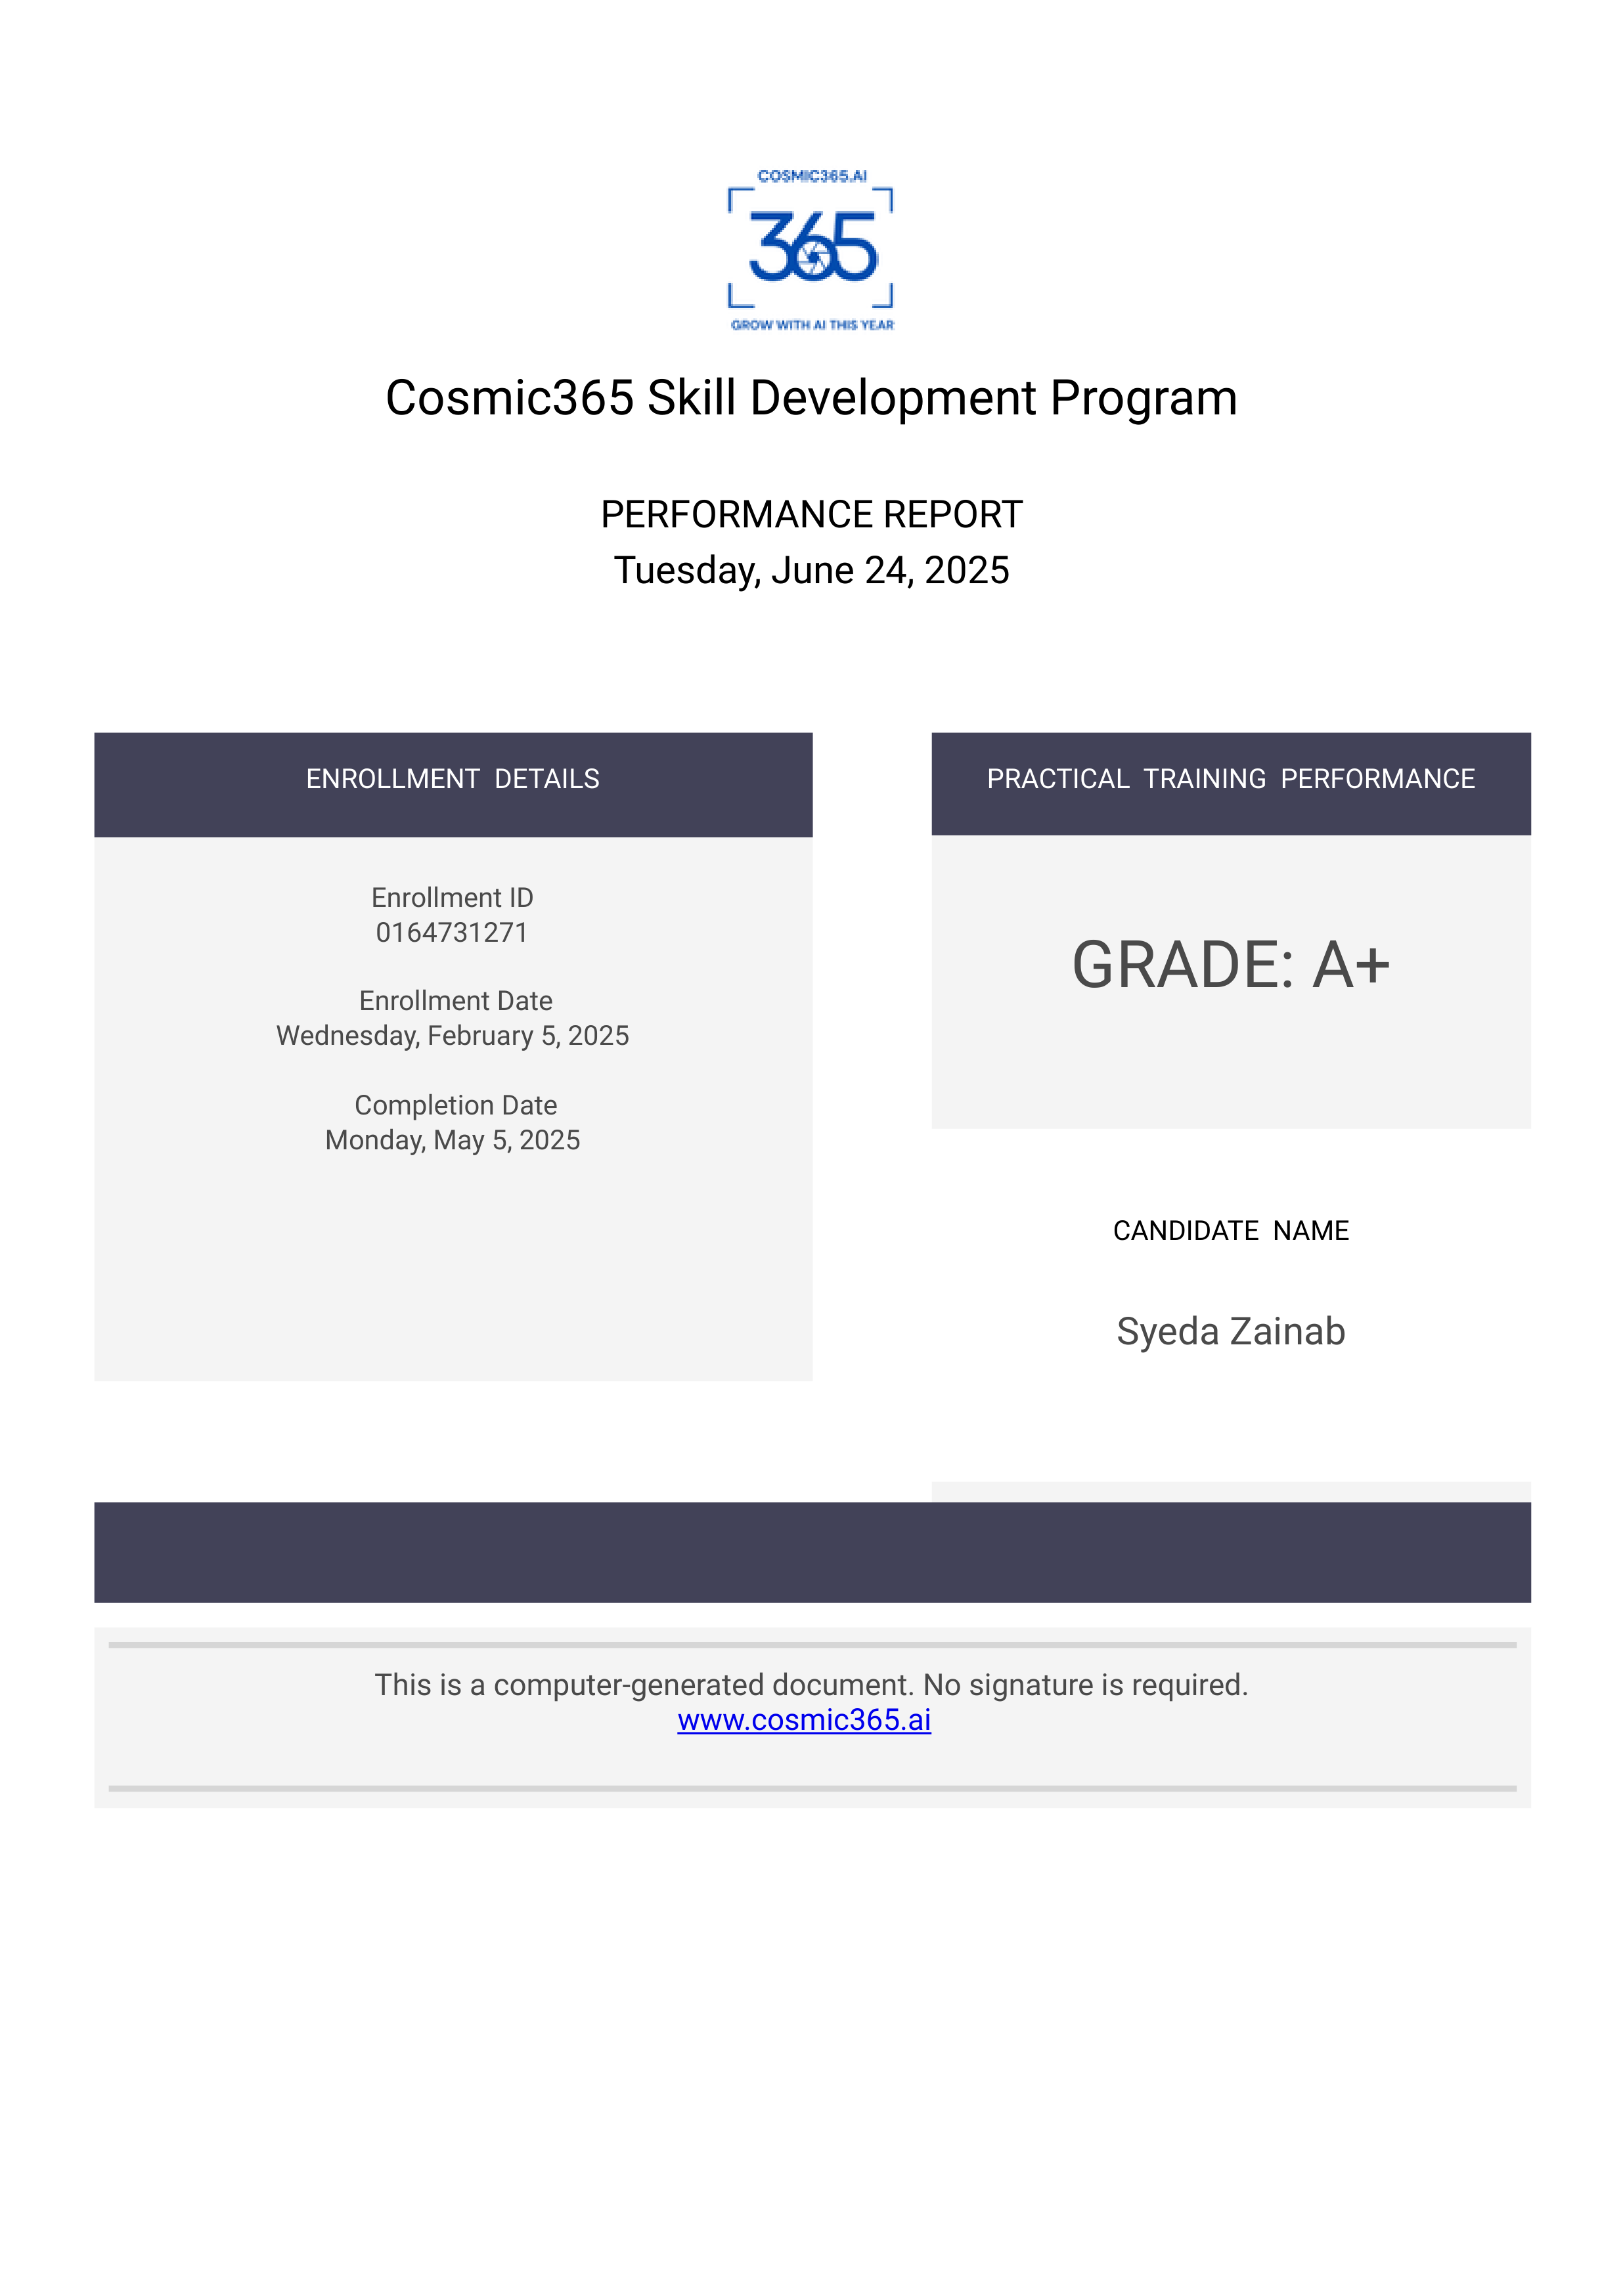 COSMIC365.AI
365
GROW WITH AI THIS YEAR
Cosmic365 Skill Development Program
PERFORMANCE REPORT
Tuesday, June 24, 2025
ENROLLMENT DETAILS
Enrollment ID
0164731271
Enrollment Date
Wednesday, February 5, 2025
Completion Date
Monday, May 5, 2025
PRACTICAL TRAINING PERFORMANCE
GRADE: A+
CANDIDATE NAME
Syeda Zainab
This is a computer-generated document. No signature is required.
www.cosmic365.ai